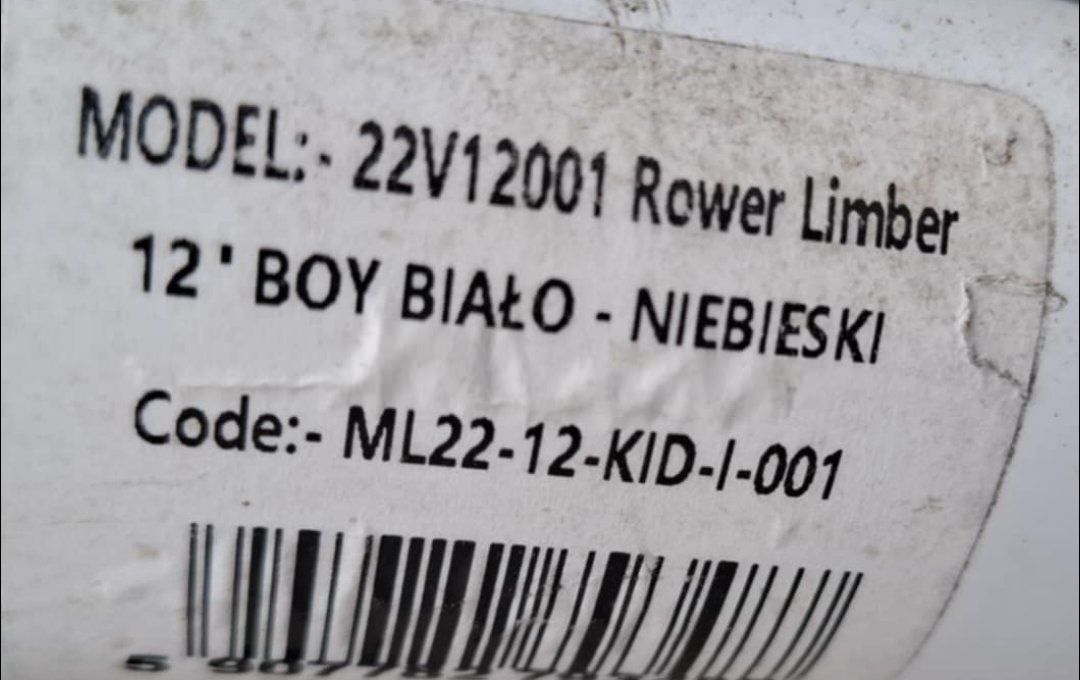 MODEL:- 22V12001 Rower Limber
12 ' BOY BIAŁO - NIEBIESKI
Code:- ML22-12-KID-I-001